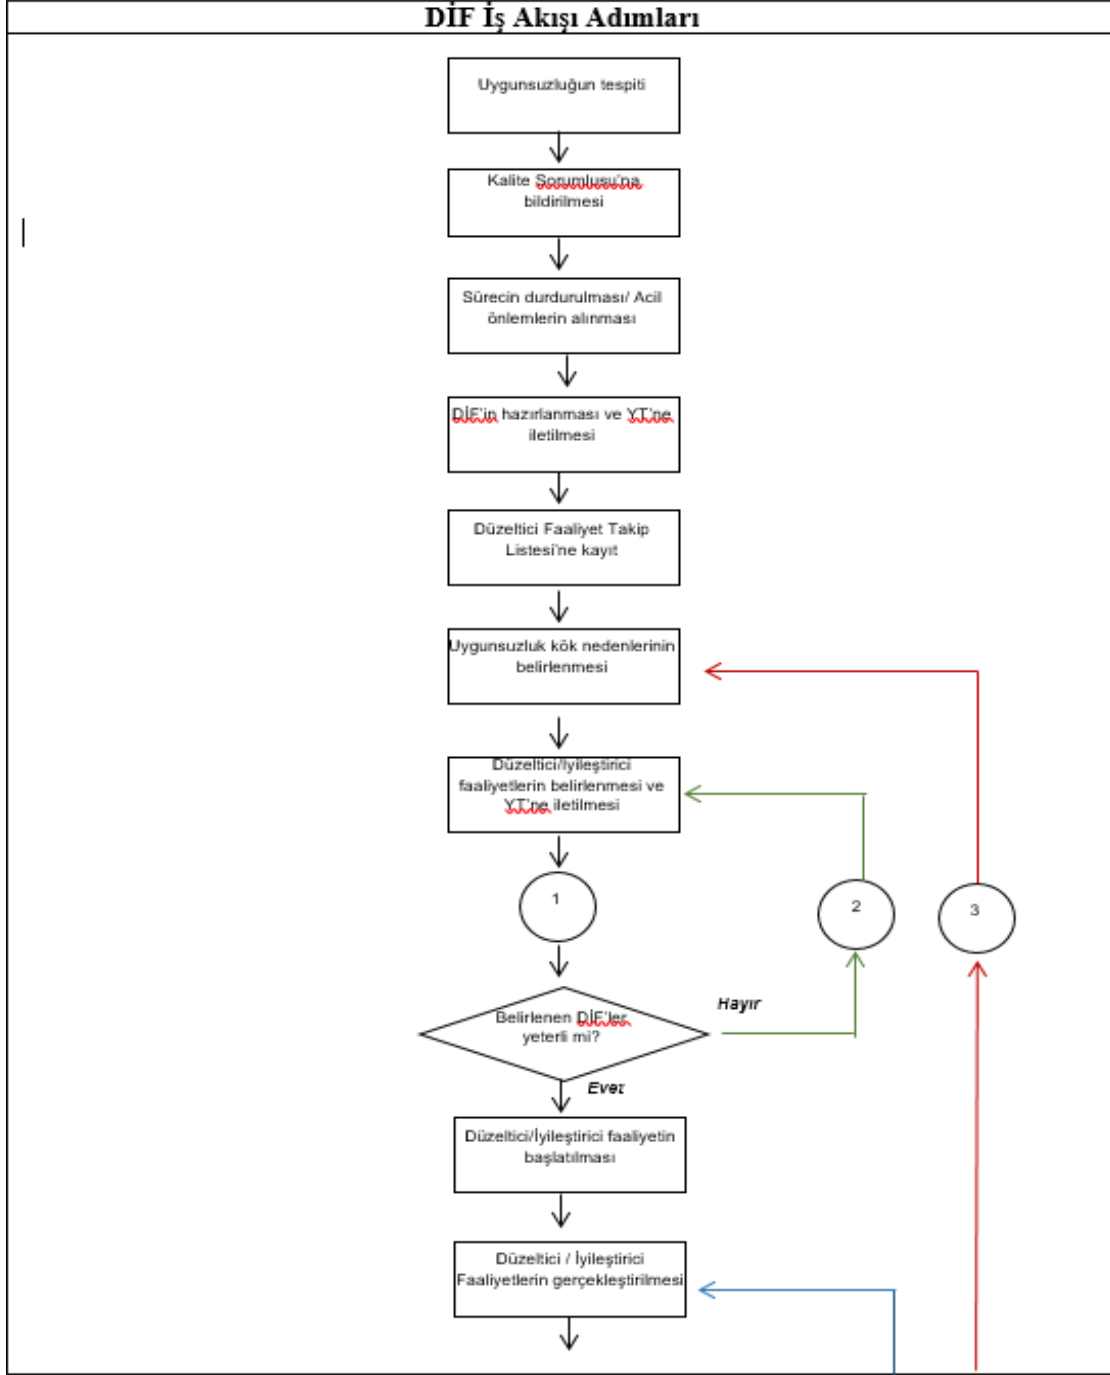 DİF İş Akışı Adımları
Uygunsuzluğun tespiti
Kalite Sorumlusu'na
bildirilmesi
Sürecin durdurulması/ Acil
önlemlerin alınması
DİF'in hazırlanması ve YT'ne
iletilmesi
Düzeltici Faaliyet Takip
Listesi'ne kayıt
Uygunsuzluk kök nedenlerinin
belirlenmesi
Düzeltici/İyileştirici
faaliyetlerin belirlenmesi ve
YT'ne iletilmesi
1
2
3
Hayır
Belirlenen DİF'ler
yeterli mi?
Evet
Düzeltici/İyileştirici faaliyetin
başlatılması
Düzeltici / İyileştirici
Faaliyetlerin gerçekleştirilmesi